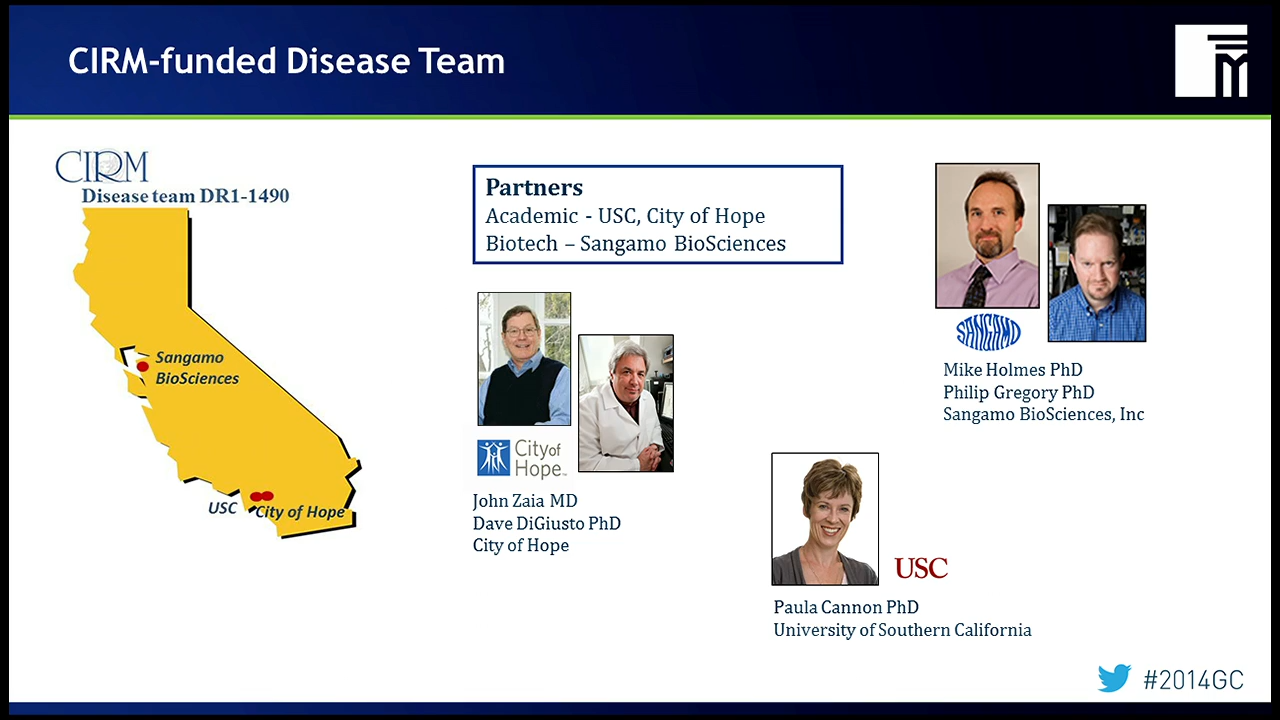 CIRM-funded Disease Team
CIRM
Disease team DR1-1490
Partners
Academic - USC, City of Hope
Biotech – Sangamo BioSciences
Sangamo
BioSciences
USC
City of Hope
City of
Hope™
John Zaia MD
Dave DiGiusto PhD
City of Hope
SANGAMO
Mike Holmes PhD
Philip Gregory PhD
Sangamo BioSciences, Inc
USC
Paula Cannon PhD
University of Southern California
#2014GC